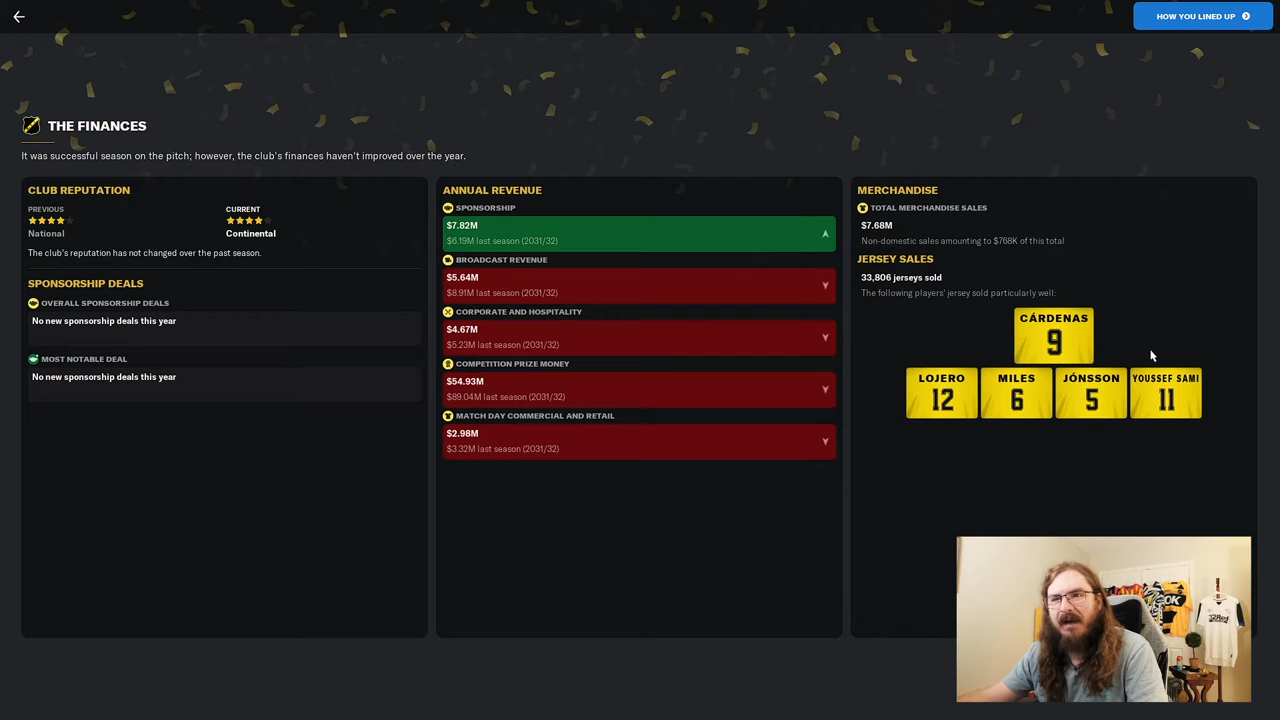 HOW YOU LINED UP
THE FINANCES
It was successful season on the pitch; however, the club's finances haven't improved over the year.
CLUB REPUTATION
PREVIOUS
CURRENT
National
Continental
The club's reputation has not changed over the past season.
SPONSORSHIP DEALS
OVERALL SPONSORSHIP DEALS
No new sponsorship deals this year
MOST NOTABLE DEAL
No new sponsorship deals this year
ANNUAL REVENUE
SPONSORSHIP
$7.82M
$6.19M last season (2031/32)
BROADCAST REVENUE
$5.64M
$8.91M last season (2031/32)
CORPORATE AND HOSPITALITY
$4.67M
$5.23M last season (2031/32)
COMPETITION PRIZE MONEY
$54.93M
$89.04M last season (2031/32)
MATCH DAY COMMERCIAL AND RETAIL
$2.98M
$3.32M last season (2031/32)
MERCHANDISE
TOTAL MERCHANDISE SALES
$7.68M
Non-domestic sales amounting to $768K of this total
JERSEY SALES
33,806 jerseys sold
The following players' jersey sold particularly well:
CÁRDENAS
9
LOJERO
12
MILES
6
JÓNSSON
5
YOUSSEF SAMI
11
32Red